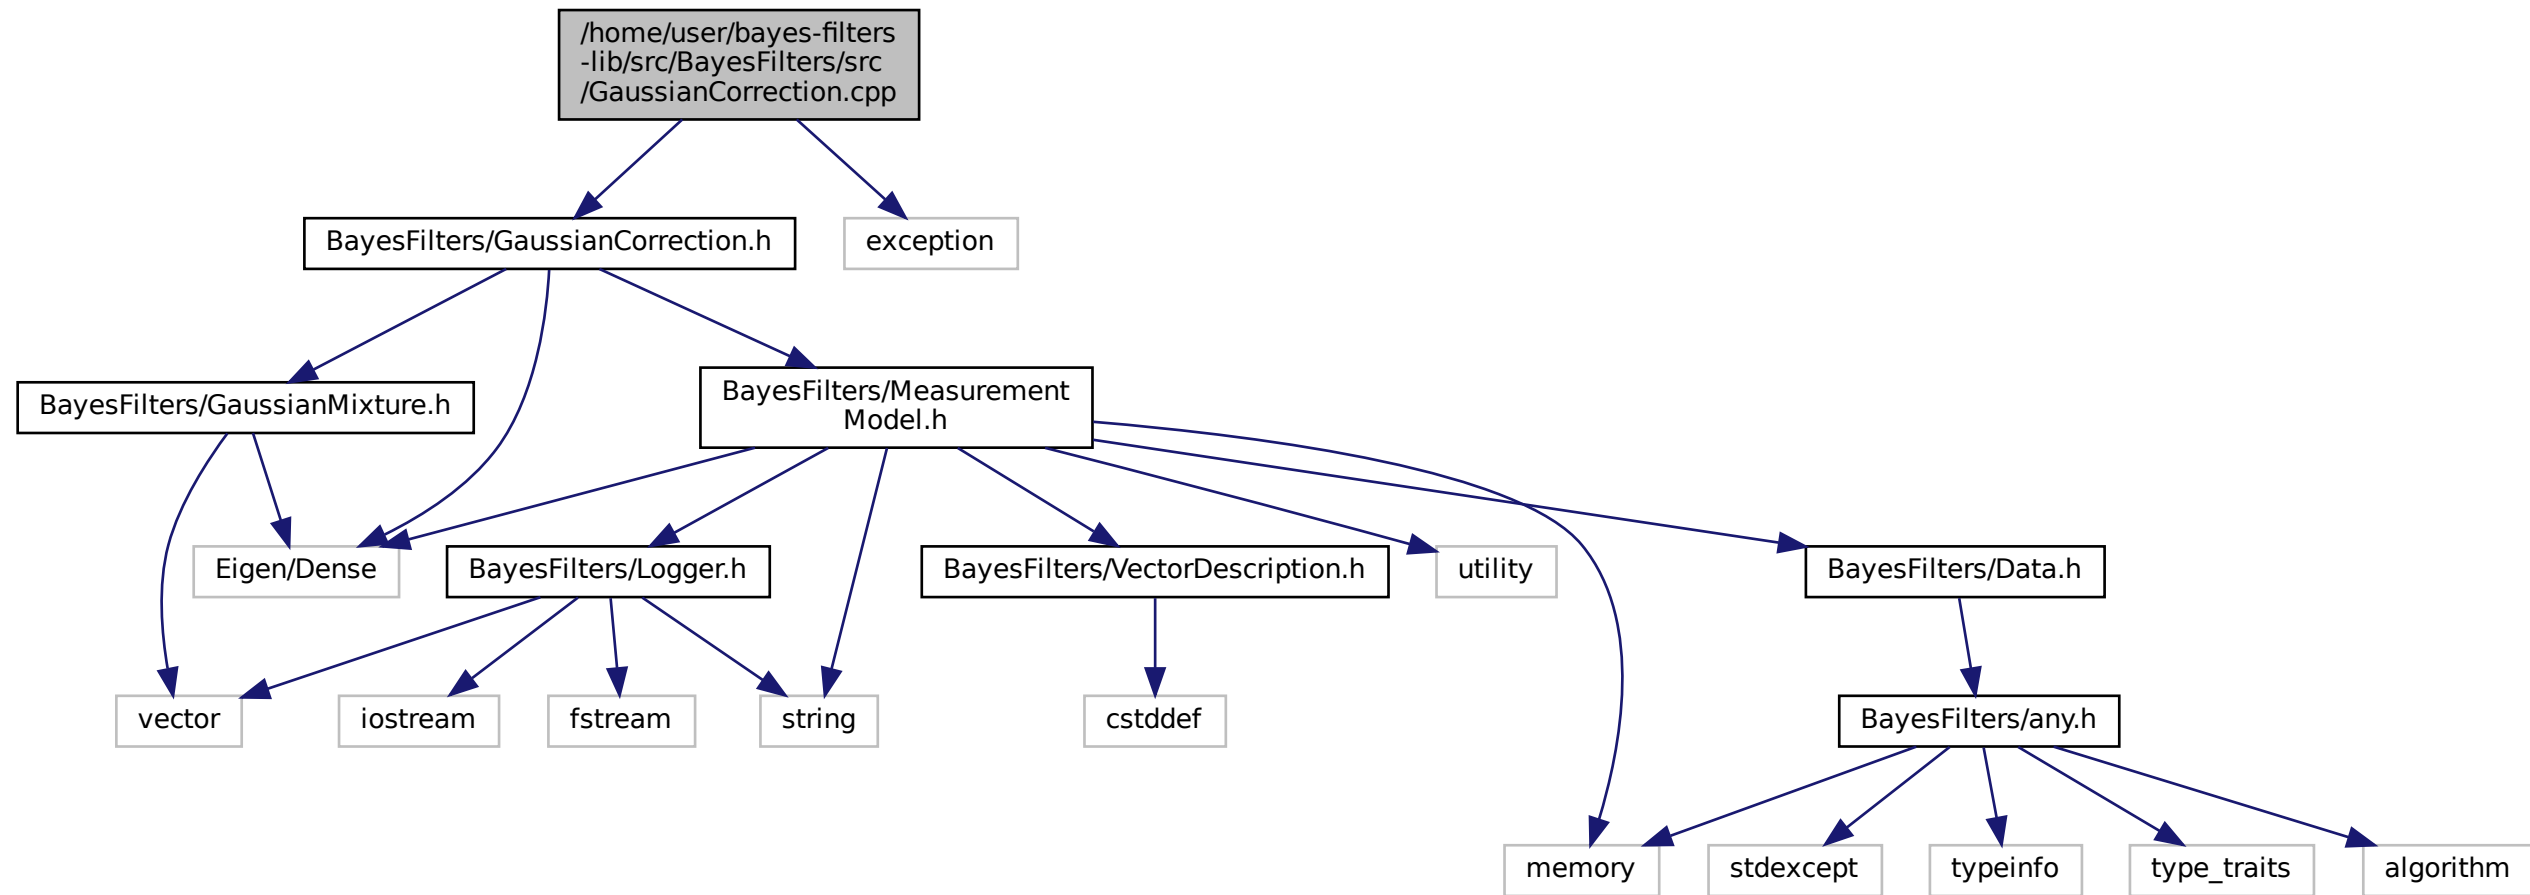 /home/user/bayes-filters
-lib/src/BayesFilters/src
/GaussianCorrection.cpp
BayesFilters/GaussianCorrection.h
exception
BayesFilters/GaussianMixture.h
BayesFilters/Measurement
Model.h
Eigen/Dense
BayesFilters/Logger.h
BayesFilters/VectorDescription.h
utility
BayesFilters/Data.h
vector
iostream
fstream
string
cstddef
BayesFilters/any.h
memory
stdexcept
typeinfo
type_traits
algorithm